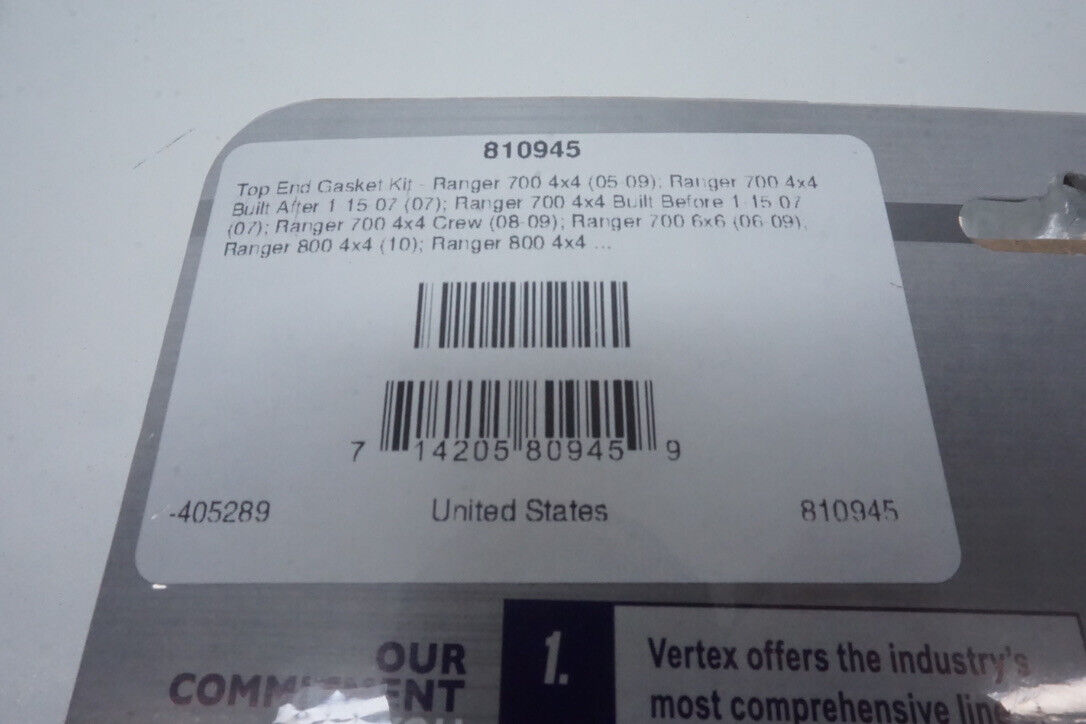 810945
Top End Gasket Kit - Ranger 700 4x4 (05-09); Ranger 700 4x4
Built After 1-15-07 (07); Ranger 700 4x4 Built Before 1-15-07
(07); Ranger 700 4x4 Crew (08-09); Ranger 700 6x6 (06-09),
Ranger 800 4x4 (10); Ranger 800 4x4 ...
7 14205 80945 9
-405289 United States 810945
OUR
COMMITMENT
1.
Vertex offers the industry's
most comprehensive line